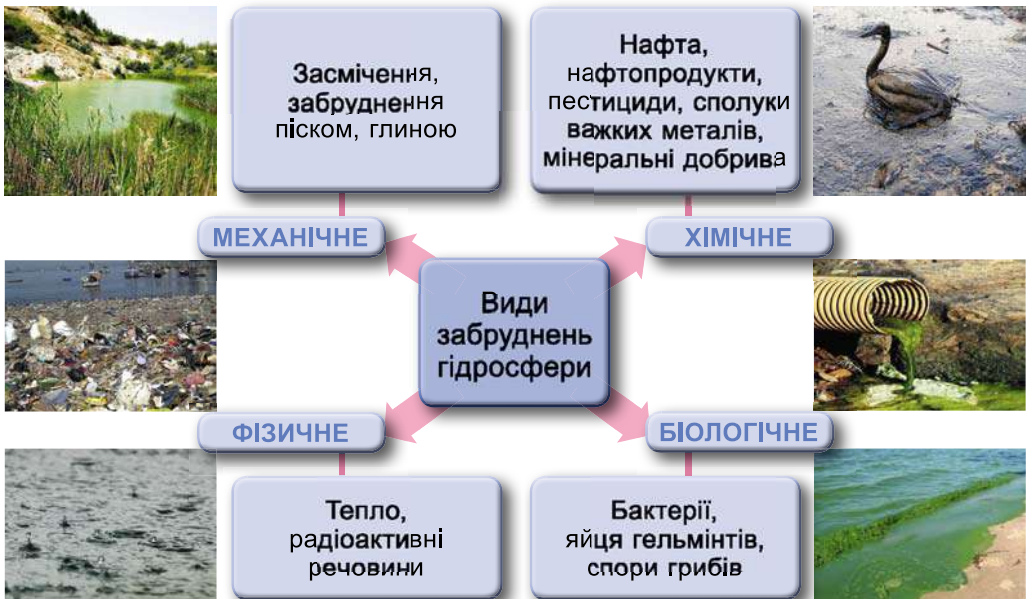 Засмічення,
забруднення
піском, глиною
Нафта,
нафтопродукти,
пестициди, сполуки
важких металів,
мінеральні добрива
МЕХАНІЧНЕ
ХІМІЧНЕ
Види
забруднень
гідросфери
ФІЗИЧНЕ
БІОЛОГІЧНЕ
Тепло,
радіоактивні
речовини
Бактерії,
яйця гельмінтів,
спори грибів